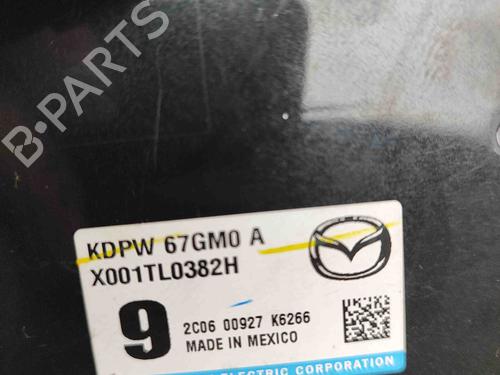 B-PARTS
KDPW 67GM0 A
X001TL0382H
9
2C06 00927 K6266
MADE IN MEXICO
ELECTRIC CORPORATION